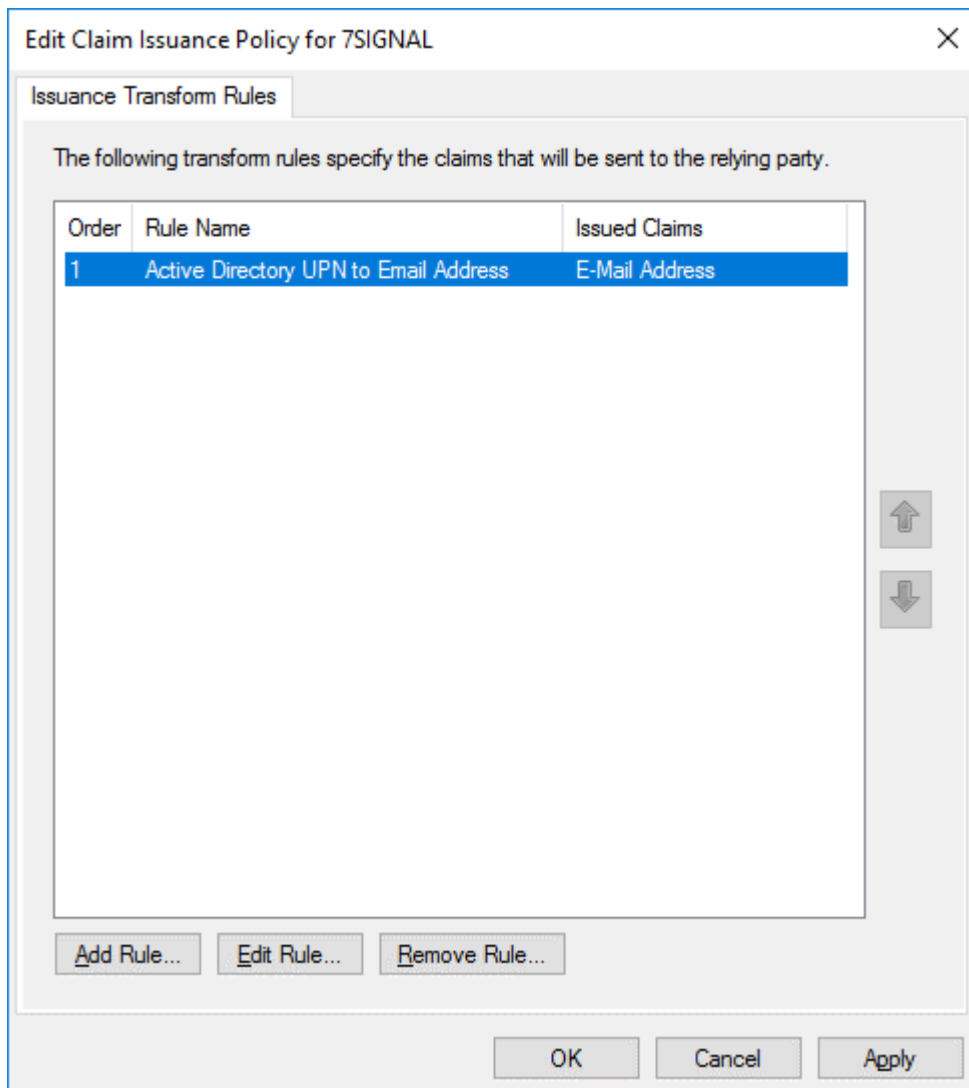 Edit Claim Issuance Policy for 7SIGNAL
Issuance Transform Rules
The following transform rules specify the claims that will be sent to the relying party.
Order Rule Name Issued Claims
1 Active Directory UPN to Email Address E-Mail Address
Add Rule... Edit Rule... Remove Rule...
OK Cancel Apply